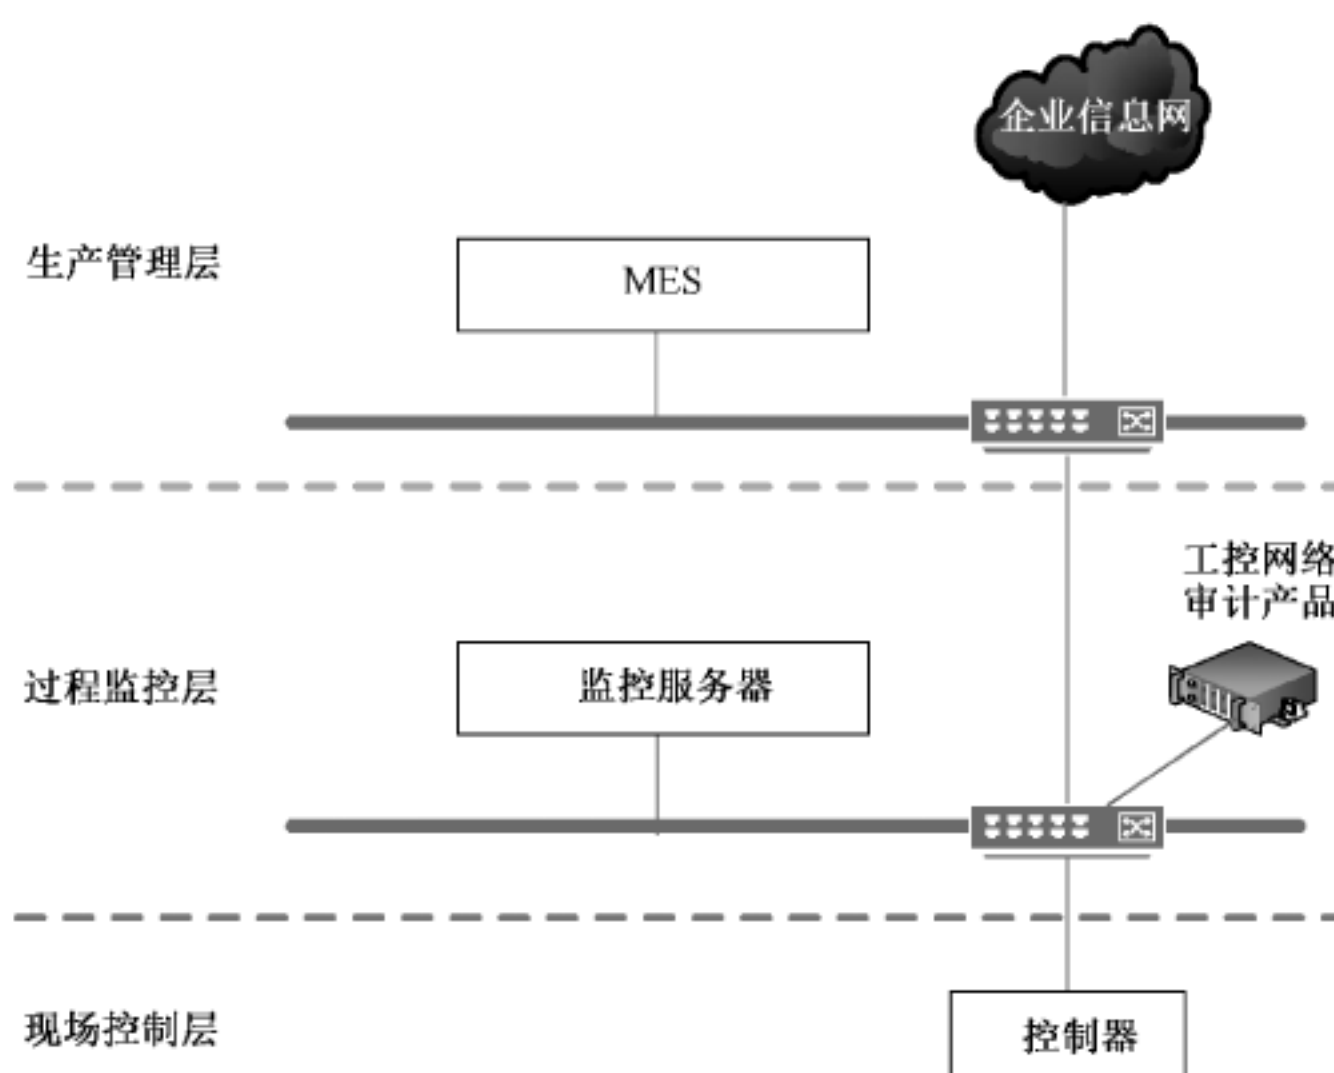 企业信息网
生产管理层
MES
工控网络
审计产品
过程监控层
监控服务器
现场控制层
控制器